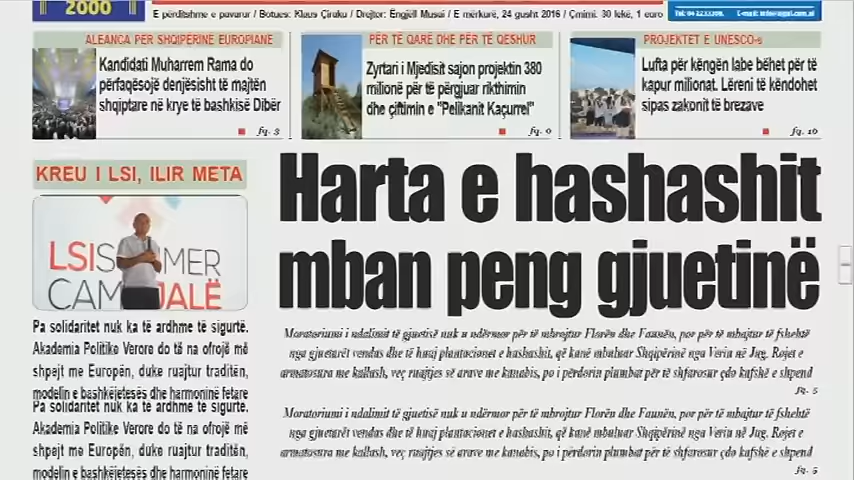 2000
E përditshme e pavarur / Botues: Klaus Çiraku / Drejtor: Engjëll Musai / E mërkurë, 24 gusht 2016 / Çmimi. 30 lekë, 1 euro
ALEANCA PËR SHQIPËRINË EUROPIANE
Kandidati Muharrem Rama do
përfaqësojë denjësisht të majtën
shqiptare në krye të bashkisë Dibër
fq. 3
PËR TË QARË DHE PËR TË QESHUR
Zyrtari i Mjedisit sajon projektin 380
milionë për të përgjuar rikthimin
dhe çiftimin e "Pelikanit Kaçurrel"
fq. 0
PROJEKTET E UNESCO-s
Lufta për këngën labe bëhet për të
kapur milionat. Lëreni të këndohet
sipas zakonit të brezave
fq. 10
KREU I LSI, ILIR META
LSI
Pa solidaritet nuk ka të ardhme të sigurtë.
Akademia Politike Verore do të na ofrojë më
shpejt me Europën, duke ruajtur traditën,
modelin e bashkëjetesës dhe harmoninë fetare
Pa solidaritet nuk ka të ardhme të sigurtë.
Akademia Politike Verore do të na ofrojë më
shpejt me Europën, duke ruajtur traditën,
modelin e bashkëjetesës dhe harmoninë fetare
Harta e hashashit
mban peng gjuetinë
Moratoriumi i ndalimit të gjuetisë nuk u ndërmor për të mbrojtur Florën dhe Faunën, por për të mbajtur të fshehtë
nga gjuetarët vendas dhe të huaj plantacionet e hashashit, që kanë mbuluar Shqipërinë nga Veriu në Jug. Rojet e
armatosura me kallash, veç ruajtjes së arave me kanabis, po i përdorin plumbat për të shfarosur çdo kafshë e shpend
fq. 5
Moratoriumi i ndalimit të gjuetisë nuk u ndërmor për të mbrojtur Florën dhe Faunën, por për të mbajtur të fshehtë
nga gjuetarët vendas dhe të huaj plantacionet e hashashit, që kanë mbuluar Shqipërinë nga Veriu në Jug. Rojet e
armatosura me kallash, veç ruajtjes së arave me kanabis, po i përdorin plumbat për të shfarosur çdo kafshë e shpend
fq. 5